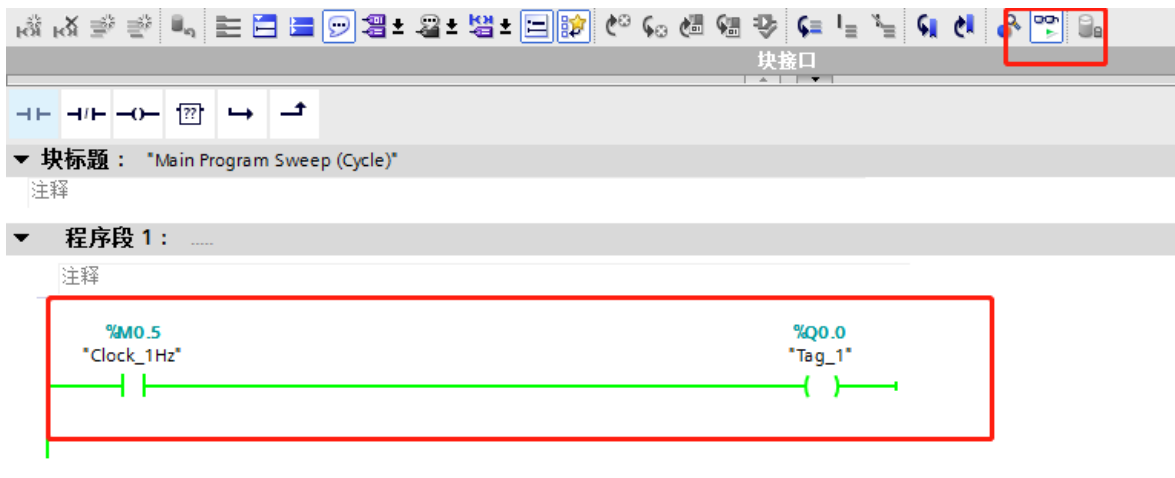 块接口
??
块标题： "Main Program Sweep (Cycle)"
注释
程序段 1： .....
注释
%M0.5
"Clock_1Hz"
%Q0.0
"Tag_1"